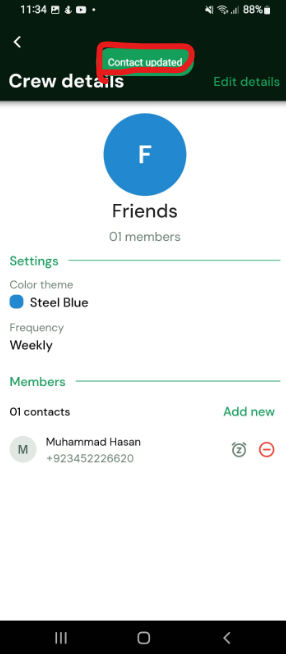 11:34
88%
Contact updated
Crew details
Edit details
F
Friends
01 members
Settings
Color theme
Steel Blue
Frequency
Weekly
Members
01 contacts
Add new
M
Muhammad Hasan
+923452226620
z